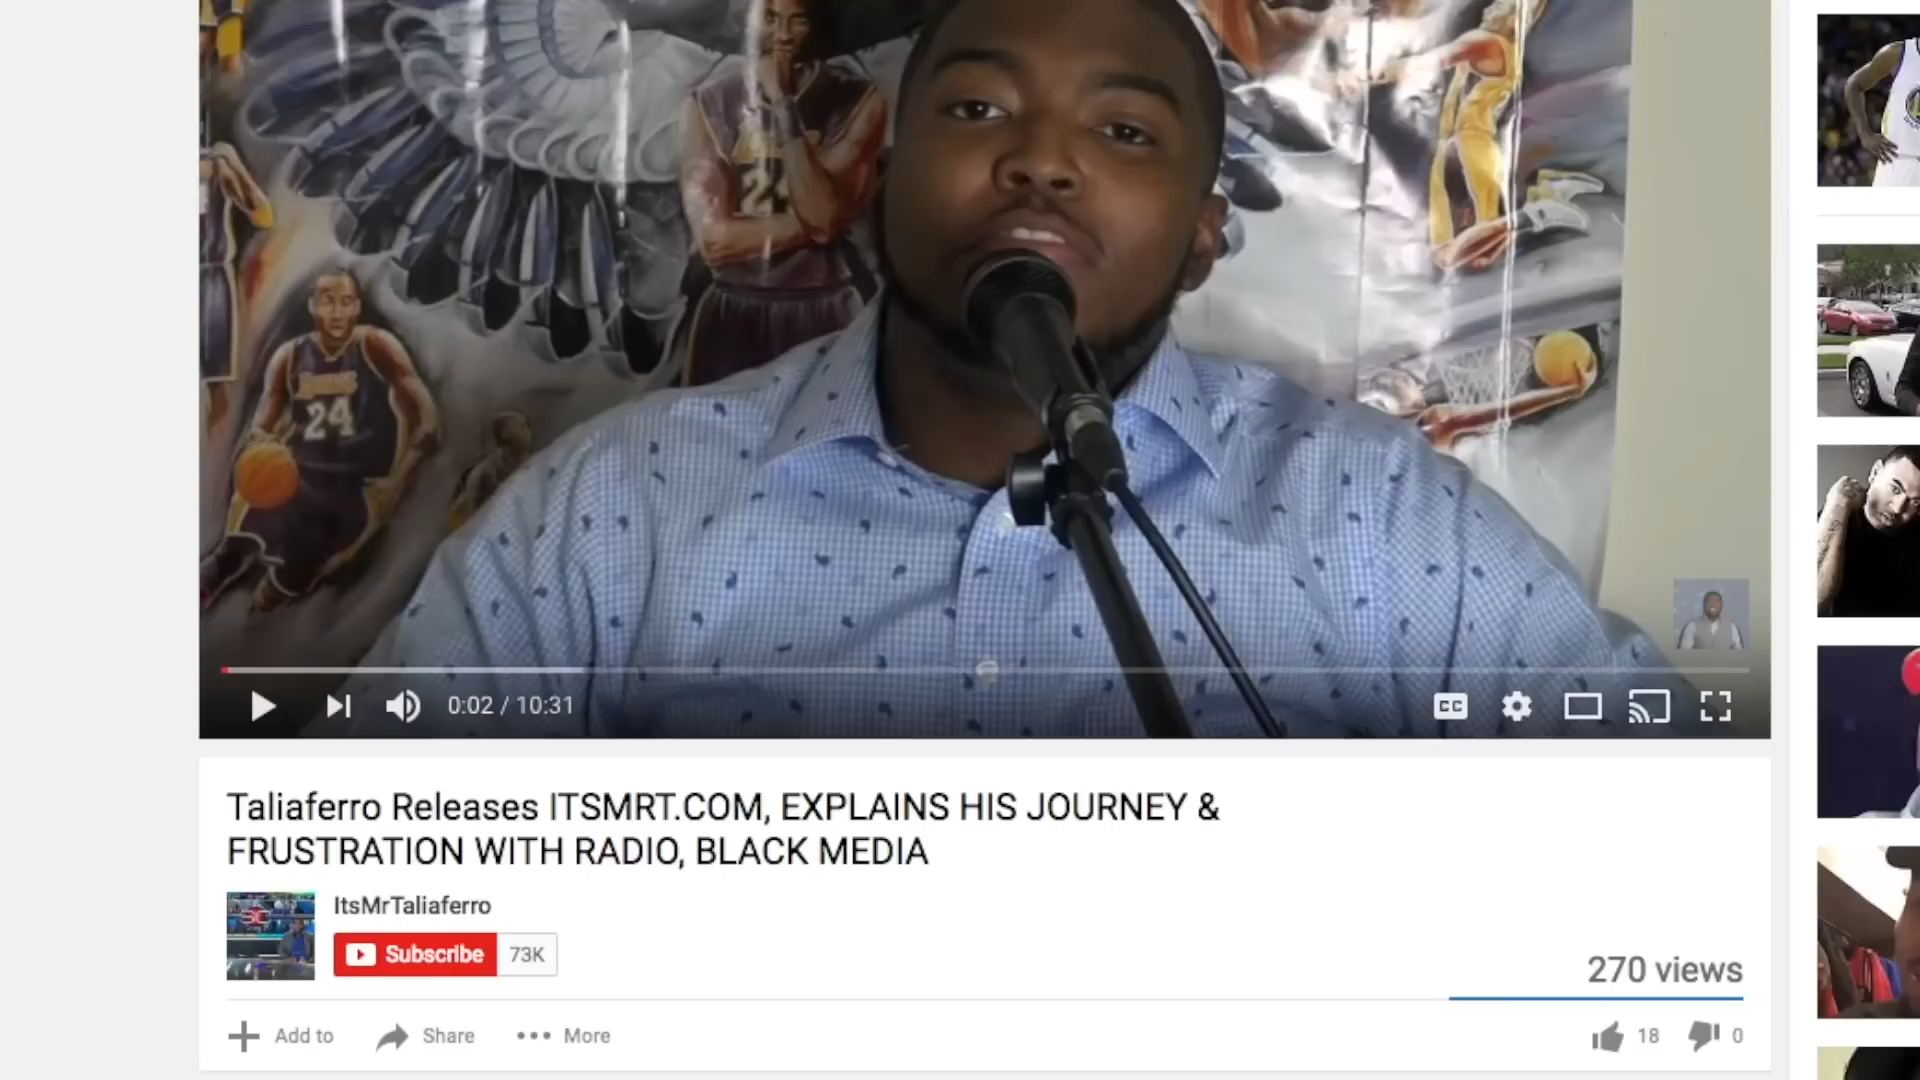 24
24
CC
0:02 / 10:31
Taliaferro Releases ITSMRT.COM, EXPLAINS HIS JOURNEY &
FRUSTRATION WITH RADIO, BLACK MEDIA
ItsMrTaliaferro
Subscribe 73K
270 views
Add to Share More
18 0